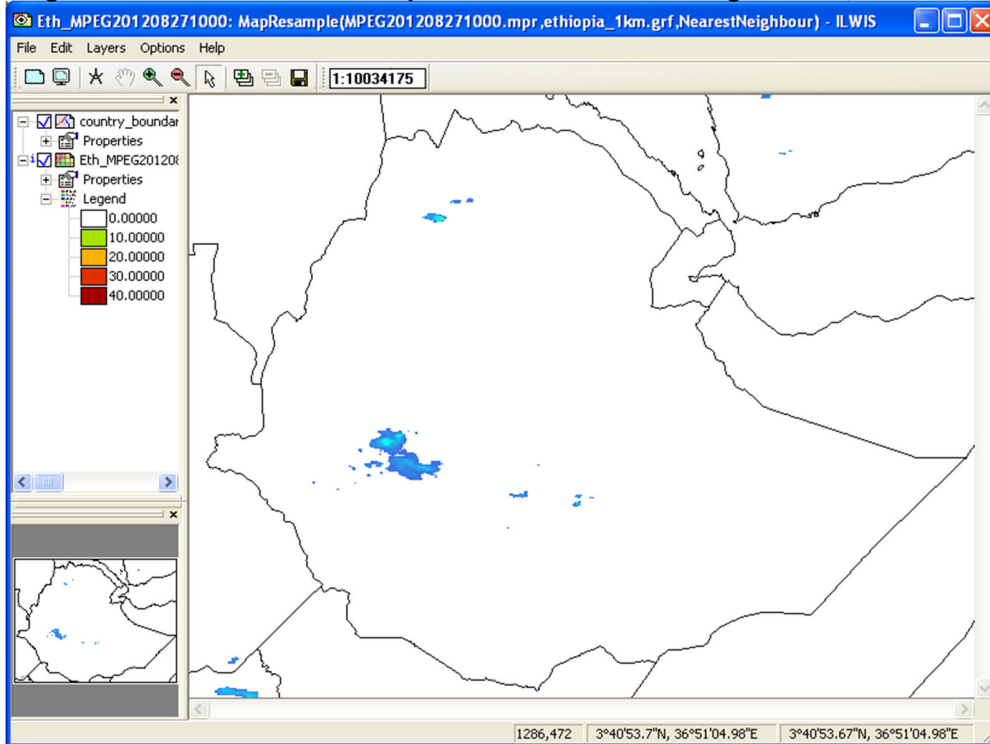 Eth_MPEG201208271000: MapResample(MPEG201208271000.mpr,ethiopia_1km.grf,NearestNeighbour) - ILWIS
File Edit Layers Options Help
1:10034175
country_boundar
Properties
Eth_MPEG20120
Properties
Legend
0.00000
10.00000
20.00000
30.00000
40.00000
1286,472 3°40'53.7"N, 36°51'04.98"E 3°40'53.67"N, 36°51'04.98"E